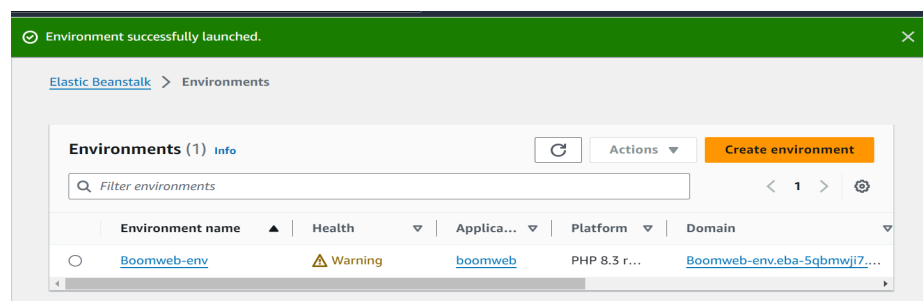 Environment successfully launched.
Elastic Beanstalk > Environments
Environments (1) Info
Actions
Create environment
Filter environments
1
Environment name Health Applica... Platform Domain
Boomweb-env Warning boomweb PHP 8.3 r... Boomweb-env.eba-5qbmwji7....